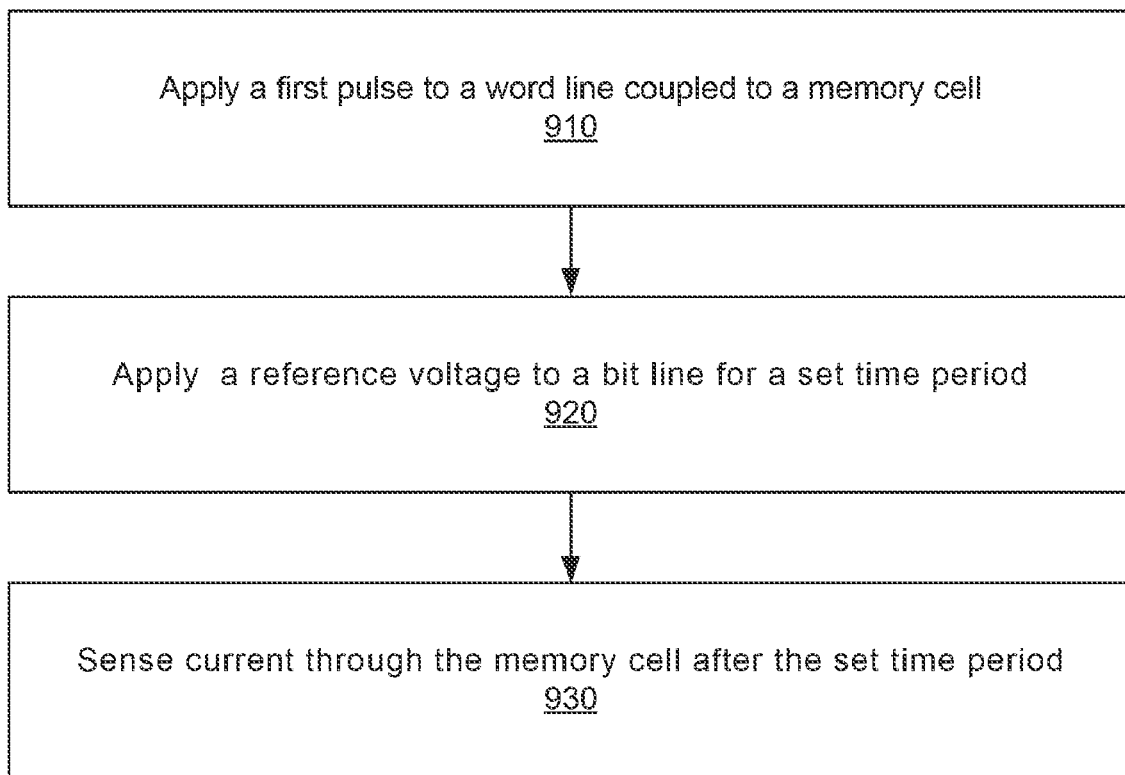 Apply a first pulse to a word line coupled to a memory cell
910
Apply a reference voltage to a bit line for a set time period
920
Sense current through the memory cell after the set time period
930